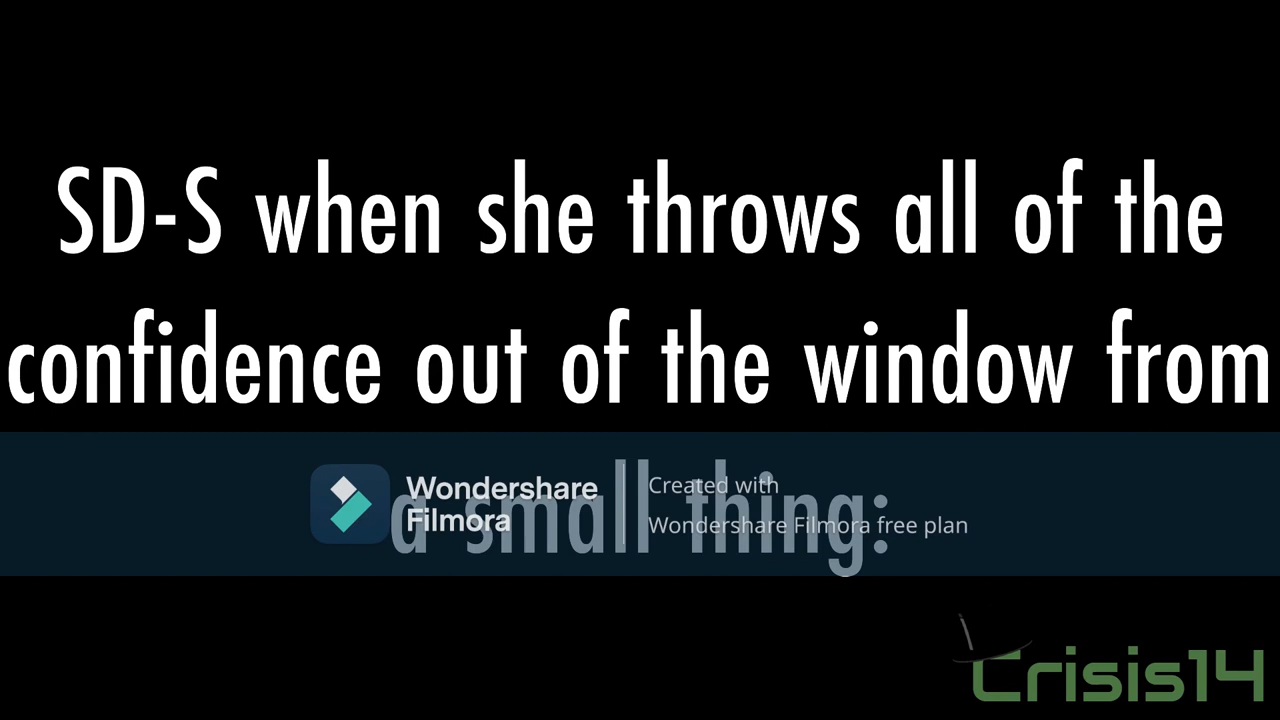 SD-S when she throws all of the
confidence out of the window from
a small thing:
Wondershare
Filmora
Created with
Wondershare Filmora free plan
Crisis14